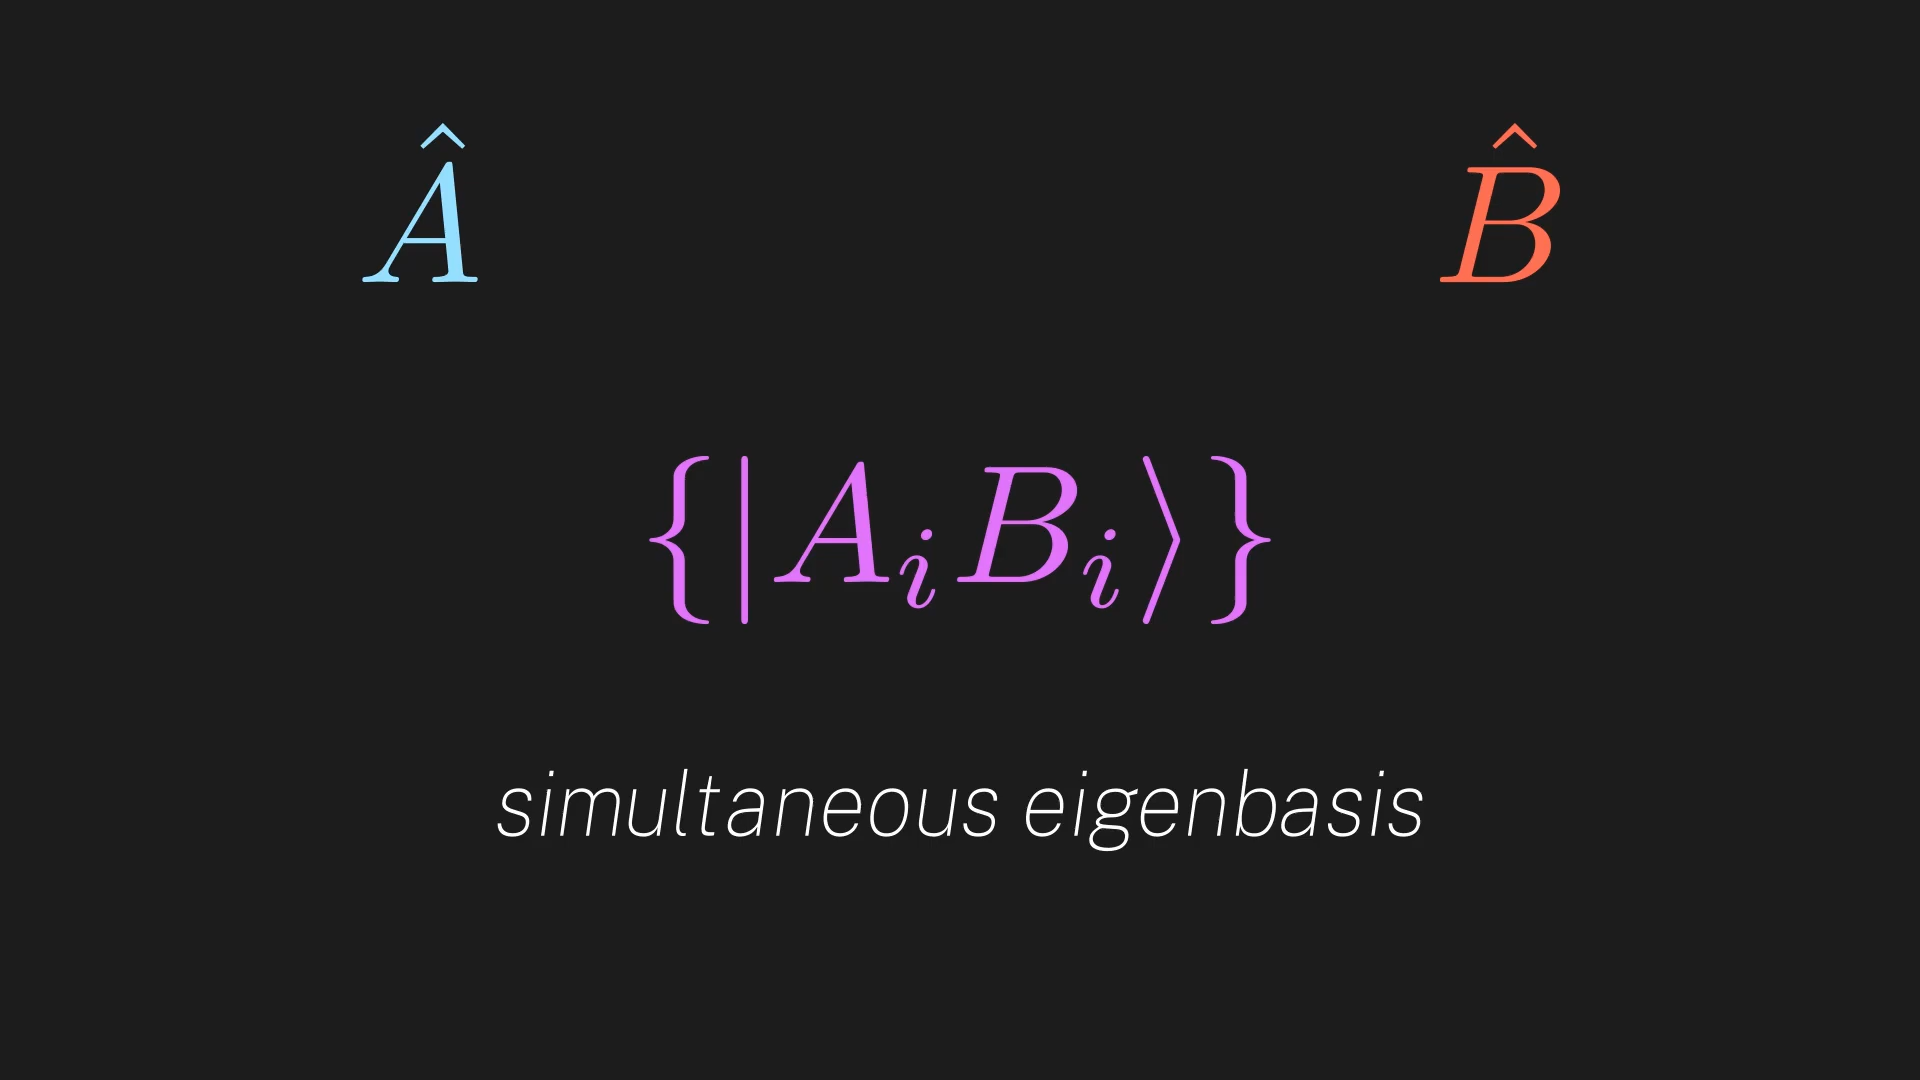 Â B̂
{|AᵢBᵢ⟩}
simultaneous eigenbasis